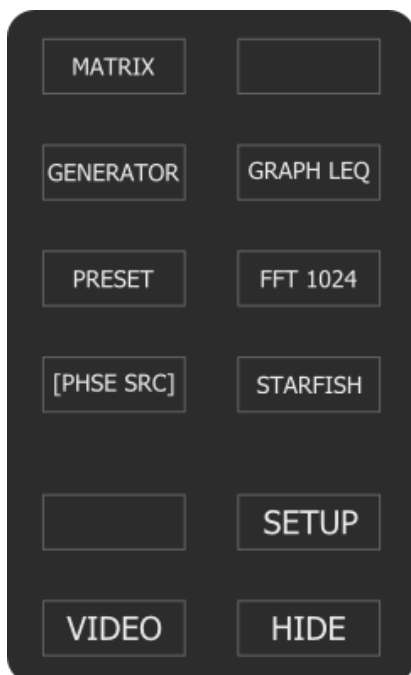 MATRIX
GENERATOR GRAPH LEQ
PRESET FFT 1024
[PHSE SRC] STARFISH
SETUP
VIDEO HIDE